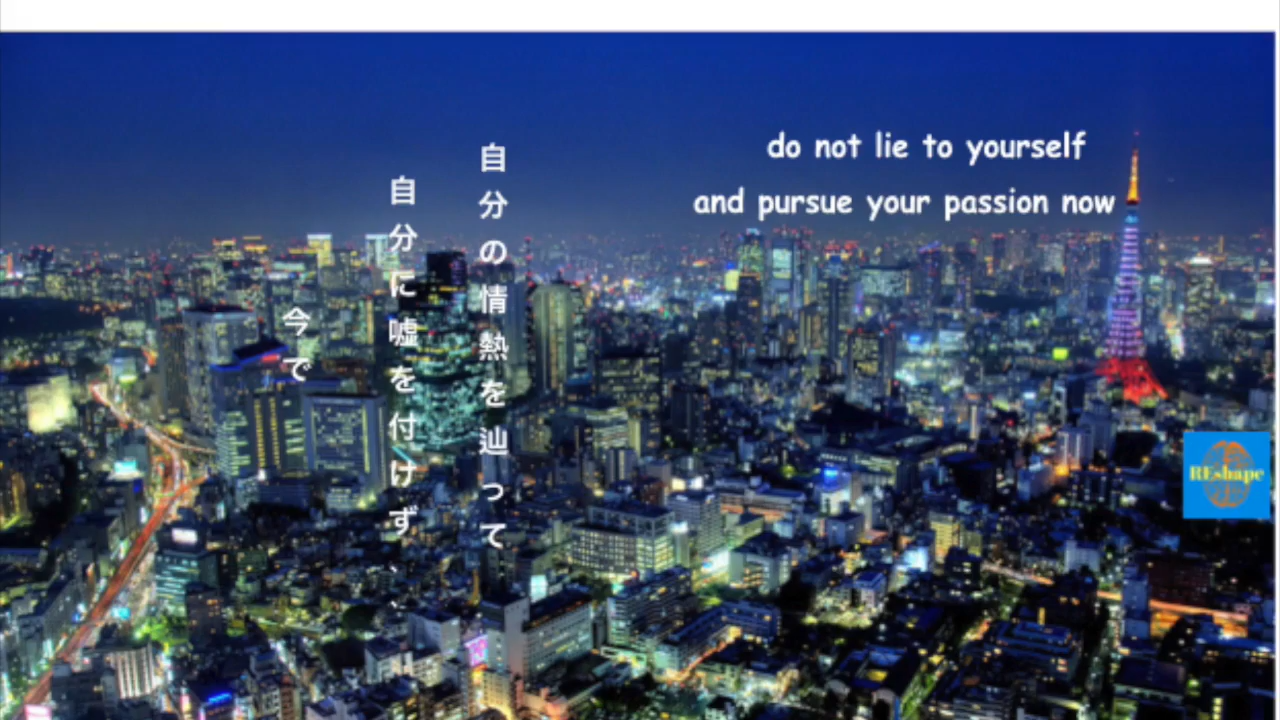 do not lie to yourself
and pursue your passion now
自分の情熱を辿って
自分に嘘を付けず、
今で
REshape